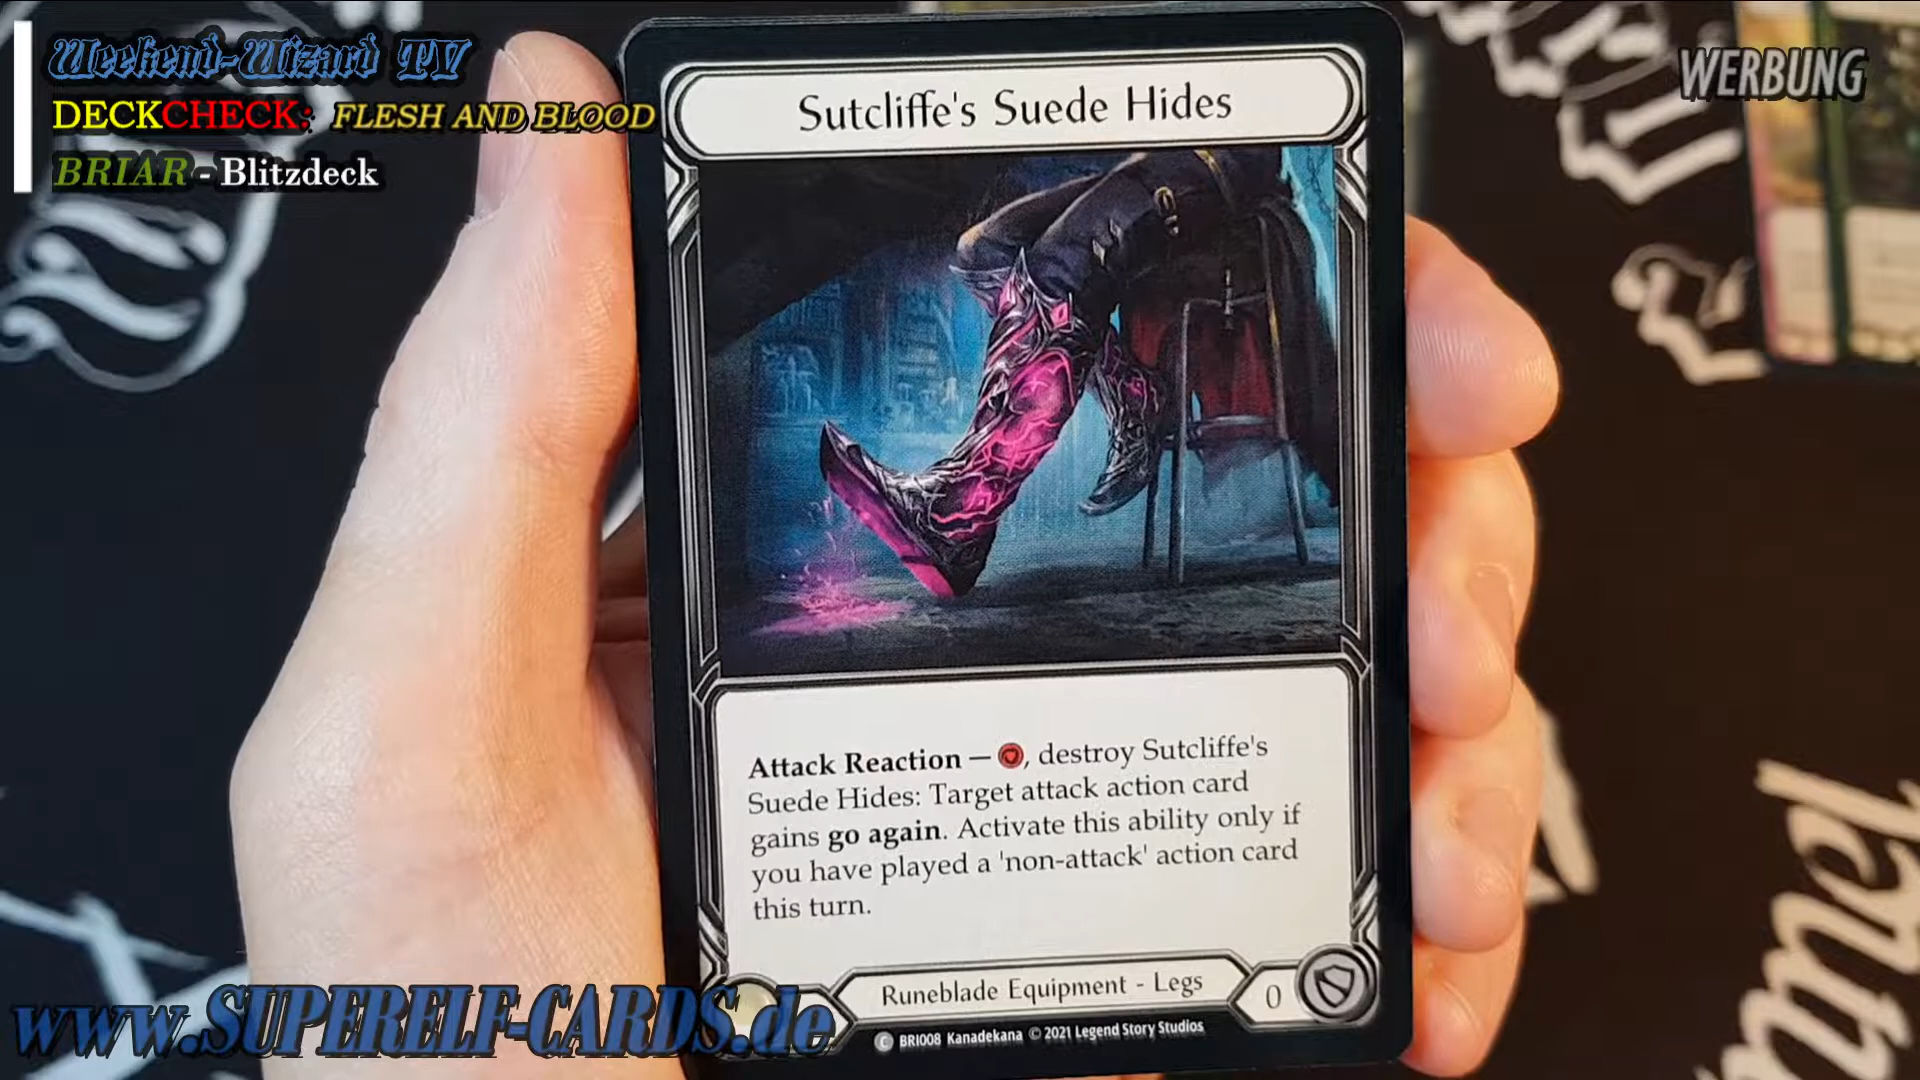 Weekend-Wizard TV
DECKCHECK: FLESH AND BLOOD
BRIAR - Blitzdeck
WERBUNG
Sutcliffe's Suede Hides
Attack Reaction — , destroy Sutcliffe's
Suede Hides: Target attack action card
gains go again. Activate this ability only if
you have played a 'non-attack' action card
this turn.
Runeblade Equipment - Legs
0
C BRI008 Kanadekana © 2021 Legend Story Studios
www.SUPERELF-CARDS.de